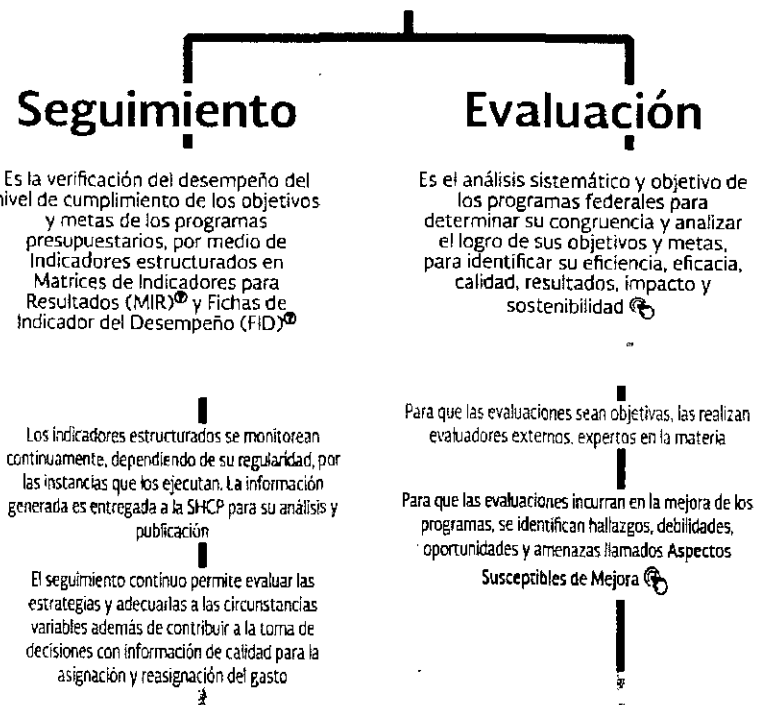 Seguimiento
Es la verificación del desempeño del
nivel de cumplimiento de los objetivos
y metas de los programas
presupuestarios, por medio de
Indicadores estructurados en
Matrices de Indicadores para
Resultados (MIR) y Fichas de
Indicador del Desempeño (FID)
Los indicadores estructurados se monitorean
continuamente, dependiendo de su regularidad, por
las instancias que los ejecutan. La información
generada es entregada a la SHCP para su análisis y
publicación
El seguimiento continuo permite evaluar las
estrategias y adecuarlas a las circunstancias
variables además de contribuir a la toma de
decisiones con información de calidad para la
asignación y reasignación del gasto
Evaluación
Es el análisis sistemático y objetivo de
los programas federales para
determinar su congruencia y analizar
el logro de sus objetivos y metas,
para identificar su eficiencia, eficacia,
calidad, resultados, impacto y
sostenibilidad
Para que las evaluaciones sean objetivas, las realizan
evaluadores externos, expertos en la materia
Para que las evaluaciones incurran en la mejora de los
programas, se identifican hallazgos, debilidades,
oportunidades y amenazas llamados Aspectos
Susceptibles de Mejora